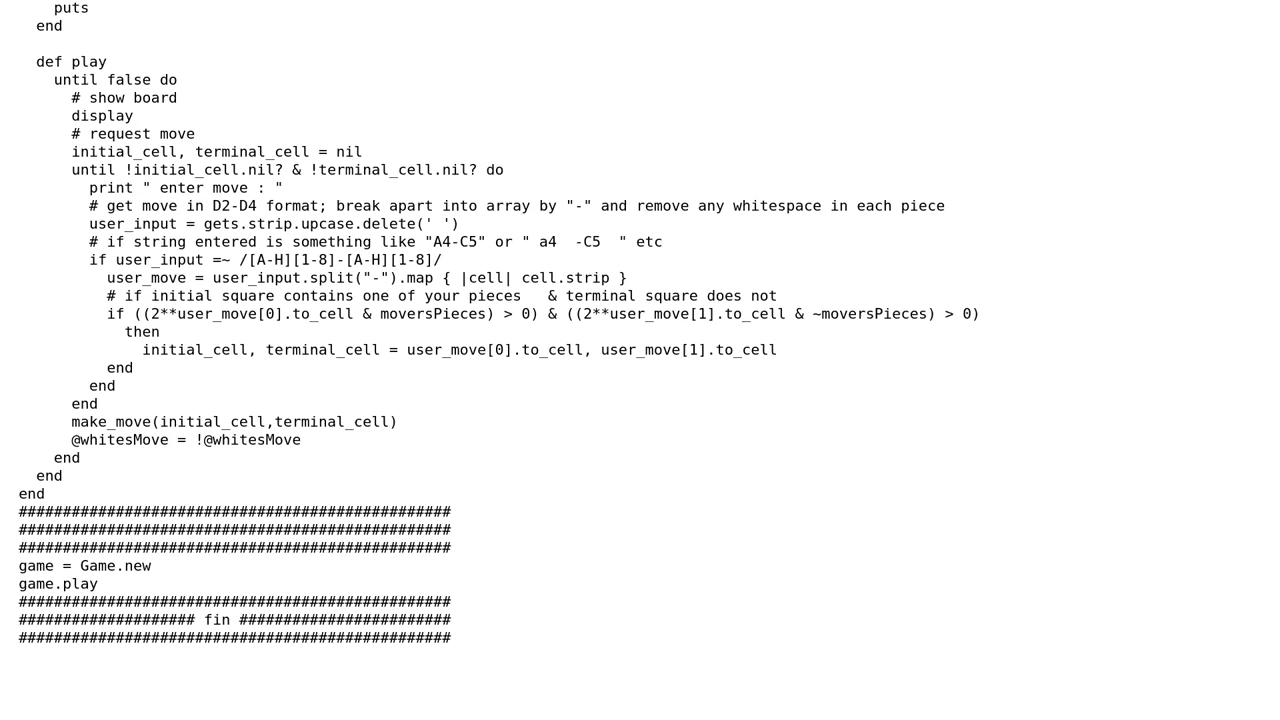 puts
  end

  def play
    until false do
      # show board
      display
      # request move
      initial_cell, terminal_cell = nil
      until !initial_cell.nil? & !terminal_cell.nil? do
        print " enter move : "
        # get move in D2-D4 format; break apart into array by "-" and remove any whitespace in each piece
        user_input = gets.strip.upcase.delete(' ')
        # if string entered is something like "A4-C5" or " a4  -C5  " etc
        if user_input =~ /[A-H][1-8]-[A-H][1-8]/
          user_move = user_input.split("-").map { |cell| cell.strip }
          # if initial square contains one of your pieces   & terminal square does not
          if ((2**user_move[0].to_cell & moversPieces) > 0) & ((2**user_move[1].to_cell & ~moversPieces) > 0)
            then
              initial_cell, terminal_cell = user_move[0].to_cell, user_move[1].to_cell
          end
        end
      end
      make_move(initial_cell,terminal_cell)
      @whitesMove = !@whitesMove
    end
  end
end
#################################################
#################################################
#################################################
game = Game.new
game.play
#################################################
#################### fin ########################
#################################################